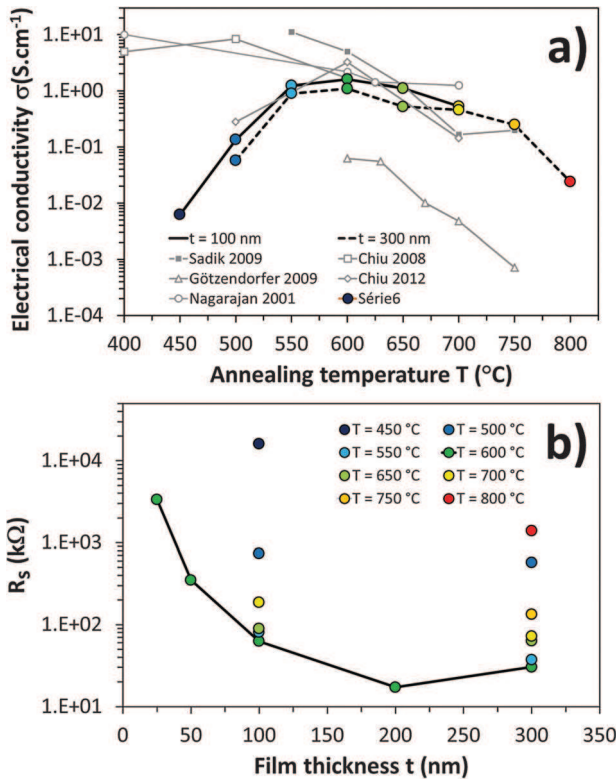 a)
Electrical conductivity σ(S.cm⁻¹)
1.E+01
1.E+00
1.E-01
1.E-02
1.E-03
1.E-04
t = 100 nm
t = 300 nm
Sadik 2009
Chiu 2008
Götzendorfer 2009
Chiu 2012
Nagarajan 2001
Série6
400 450 500 550 600 650 700 750 800
Annealing temperature T (°C)
b)
T = 450 °C
T = 500 °C
T = 550 °C
T = 600 °C
T = 650 °C
T = 700 °C
T = 750 °C
T = 800 °C
Rs (kΩ)
1.E+04
1.E+03
1.E+02
1.E+01
0 50 100 150 200 250 300 350
Film thickness t (nm)